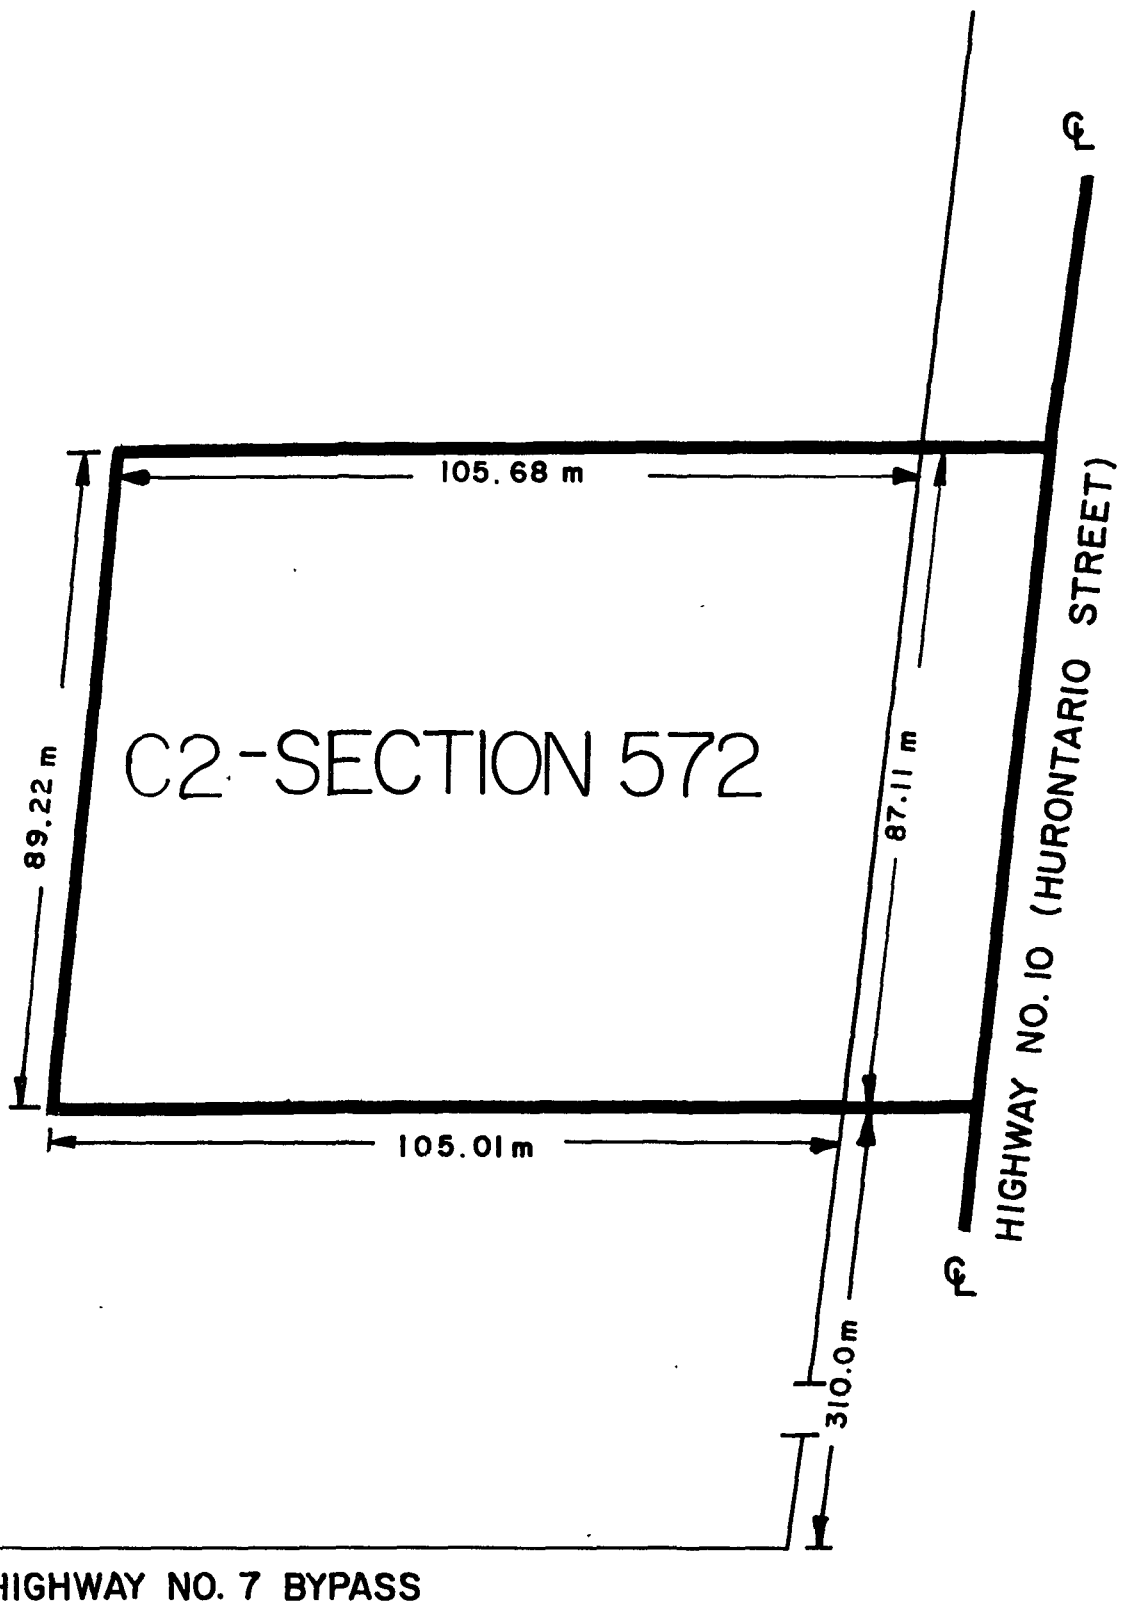 ℄
105.68 m
HIGHWAY NO. 10 (HURONTARIO STREET)
C2-SECTION 572
89.22 m
87.11 m
105.01 m
℄
310.0 m
HIGHWAY NO. 7 BYPASS